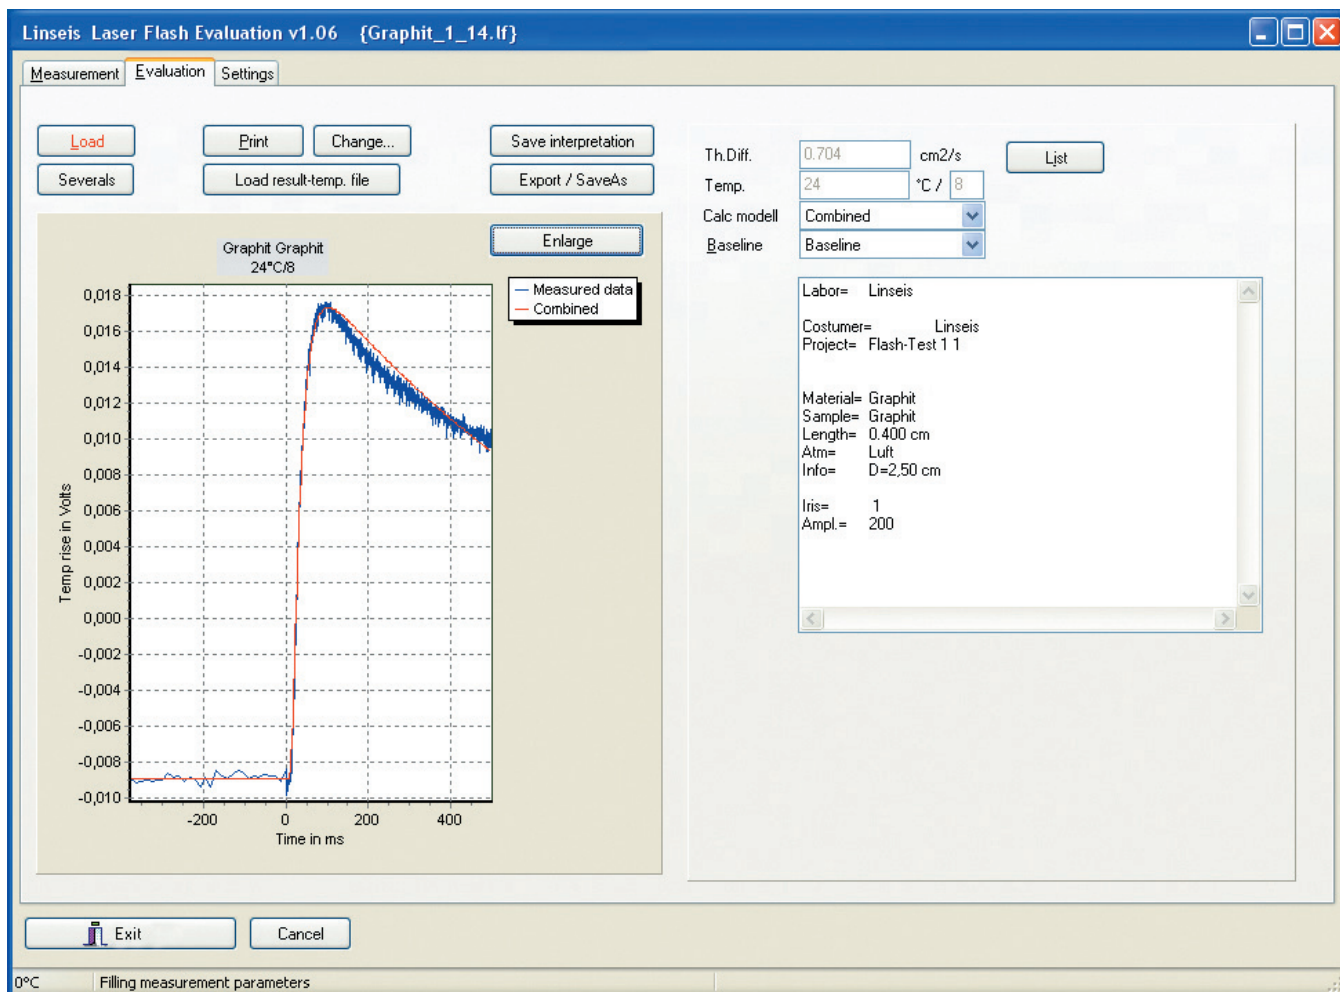 Linseis Laser Flash Evaluation v1.06 {Graphit_1_14.lf}
Measurement Evaluation Settings
Load Print Change... Save interpretation
Severals Load result-temp. file Export / SaveAs
Th.Diff. 0.704 cm2/s List
Temp. 24 °C / 8
Calc modell Combined
Baseline Baseline
Enlarge
Graphit Graphit
24°C/8
Measured data
Combined
0,018
0,016
0,014
0,012
0,010
0,008
0,006
0,004
0,002
0,000
-0,002
-0,004
-0,006
-0,008
-0,010
Temp rise in Volts
-200 0 200 400
Time in ms
Labor= Linseis
Costumer= Linseis
Project= Flash-Test 1 1
Material= Graphit
Sample= Graphit
Length= 0.400 cm
Atm= Luft
Info= D=2,50 cm
Iris= 1
Ampl.= 200
Exit Cancel
0°C Filling measurement parameters